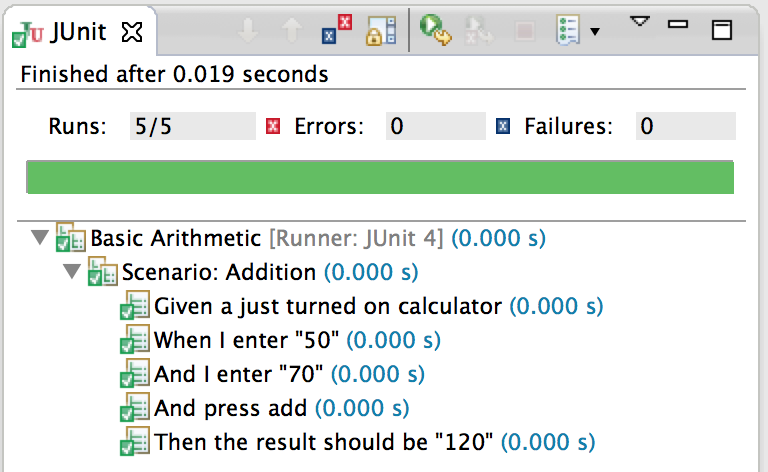 JUnit
Finished after 0.019 seconds
Runs: 5/5 Errors: 0 Failures: 0
Basic Arithmetic [Runner: JUnit 4] (0.000 s)
Scenario: Addition (0.000 s)
Given a just turned on calculator (0.000 s)
When I enter "50" (0.000 s)
And I enter "70" (0.000 s)
And press add (0.000 s)
Then the result should be "120" (0.000 s)